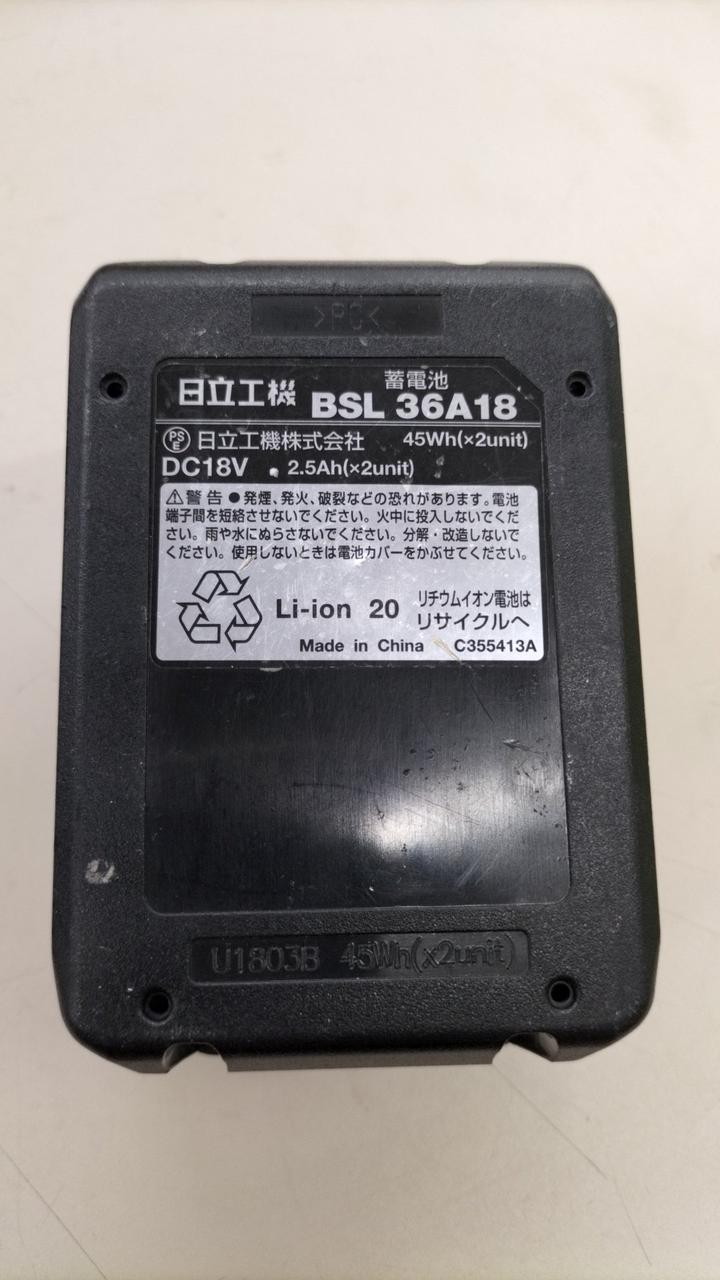 >PC<
日立工機 蓄電池
BSL 36A18
PSE 日立工機株式会社 45Wh(×2unit)
DC18V 2.5Ah(×2unit)
⚠警告 ●発煙、発火、破裂などの恐れがあります。電池
端子間を短絡させないでください。火中に投入しないでくだ
さい。雨や水にぬらさないでください。分解・改造しないで
ください。使用しないときは電池カバーをかぶせてください。
Li-ion 20 リチウムイオン電池は
リサイクルへ
Made in China C355413A
U1803B 45Wh(x2unit)